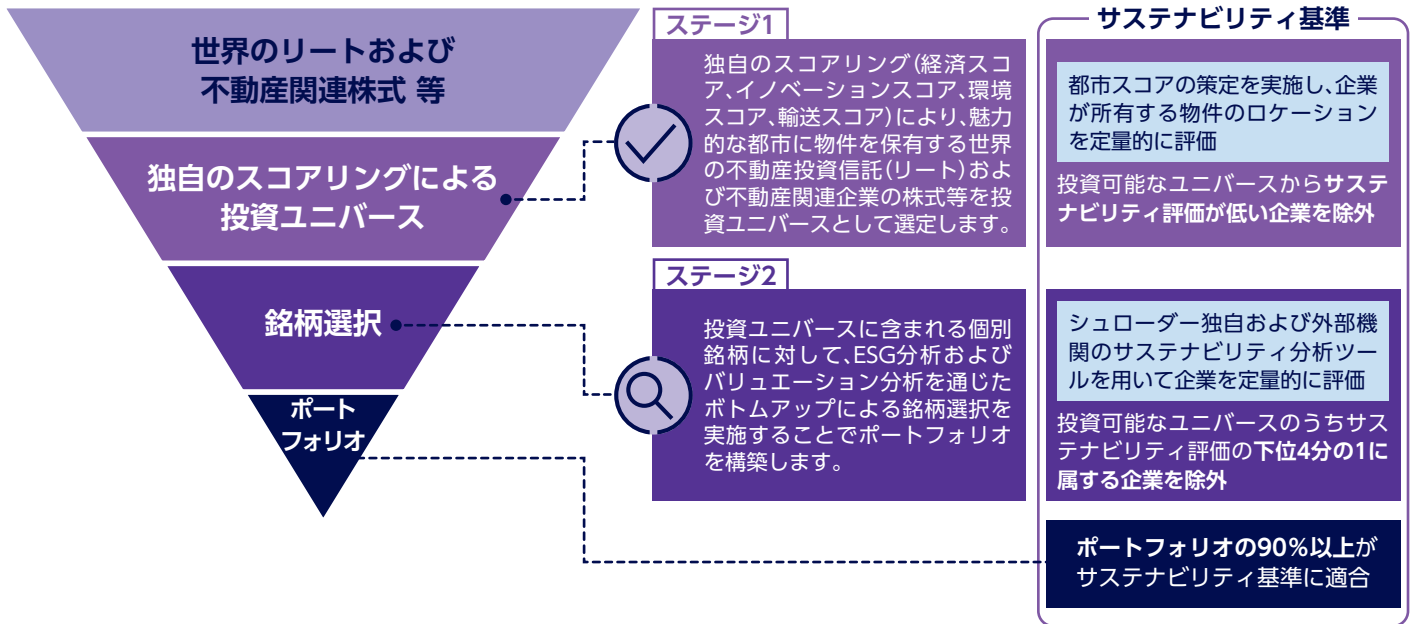 世界のリートおよび
不動産関連株式 等
独自のスコアリングによる
投資ユニバース
銘柄選択
ポート
フォリオ
ステージ1
独自のスコアリング(経済スコ
ア、イノベーションスコア、環境
スコア、輸送スコア)により、魅力
的な都市に物件を保有する世界
の不動産投資信託(リート)およ
び不動産関連企業の株式等を投
資ユニバースとして選定します。
ステージ2
投資ユニバースに含まれる個別
銘柄に対して、ESG分析および
バリュエーション分析を通じた
ボトムアップによる銘柄選択を
実施することでポートフォリオ
を構築します。
サステナビリティ基準
都市スコアの策定を実施し、企業
が所有する物件のロケーション
を定量的に評価
投資可能なユニバースからサステ
ナビリティ評価が低い企業を除外
シュローダー独自および外部機
関のサステナビリティ分析ツー
ルを用いて企業を定量的に評価
投資可能なユニバースのうちサス
テナビリティ評価の下位4分の1に
属する企業を除外
ポートフォリオの90%以上が
サステナビリティ基準に適合